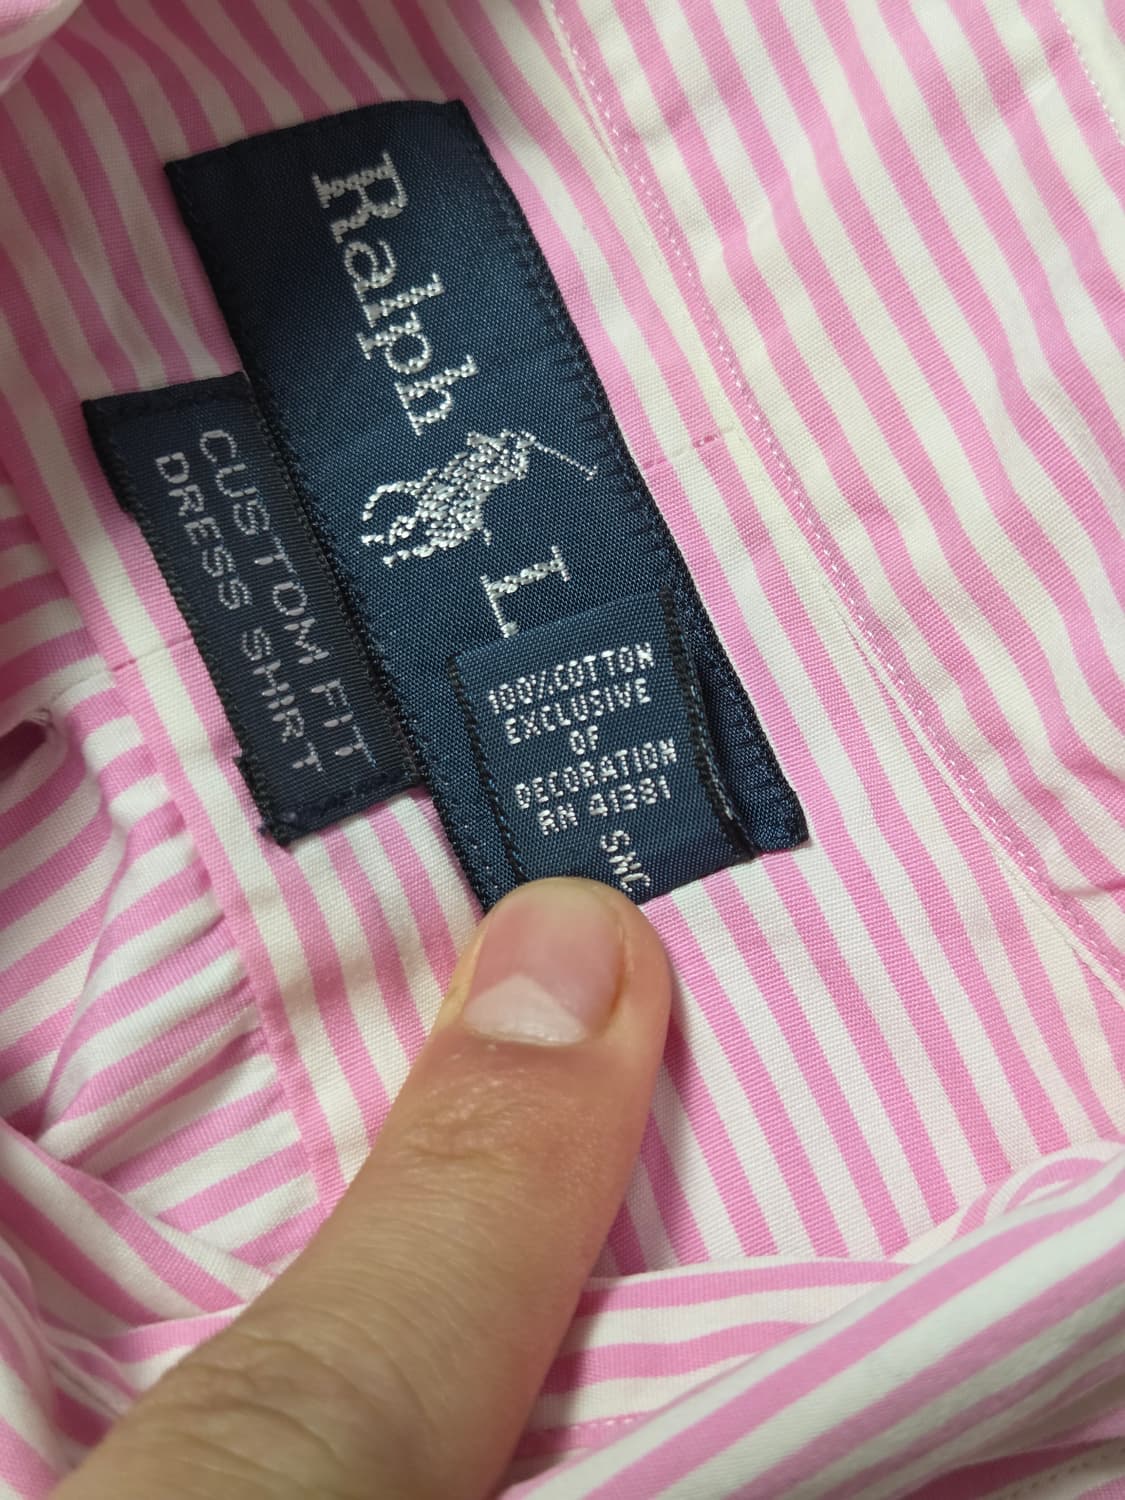 Ralph L
CUSTOM FIT
DRESS SHIRT
100%COTTON
EXCLUSIVE
OF
DECORATION
RN 41381